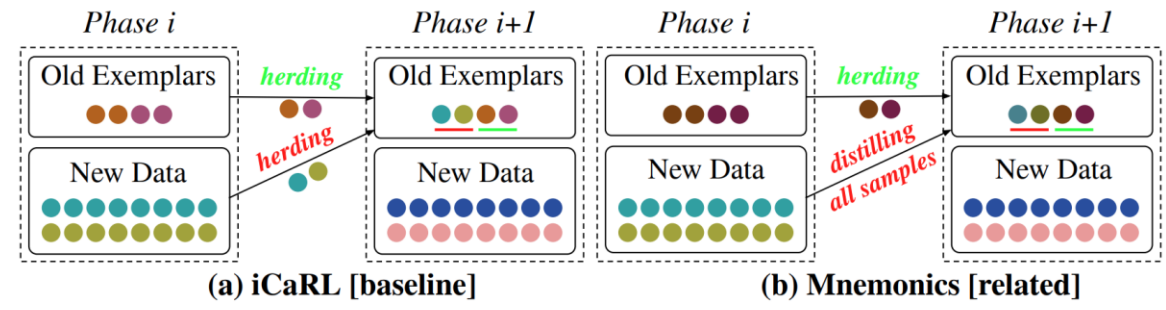 Phase i
Phase i+1
Old Exemplars
herding
Old Exemplars
herding
New Data
New Data
(a) iCaRL [baseline]
Phase i
Phase i+1
Old Exemplars
herding
Old Exemplars
distilling
all samples
New Data
New Data
(b) Mnemonics [related]